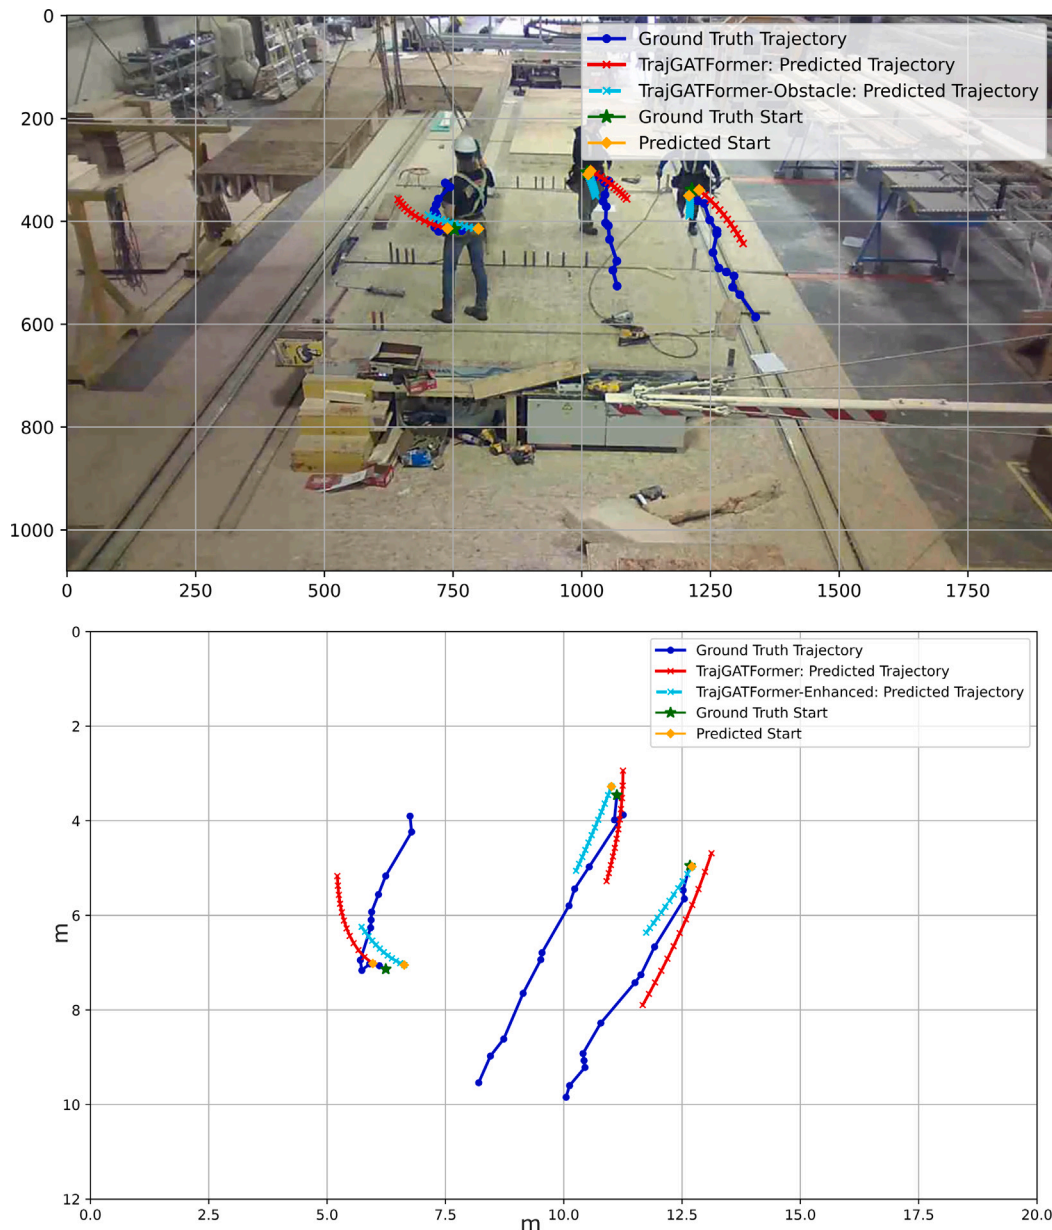 0
200
400
600
800
1000
Ground Truth Trajectory
TrajGATFormer: Predicted Trajectory
TrajGATFormer-Obstacle: Predicted Trajectory
Ground Truth Start
Predicted Start
0 250 500 750 1000 1250 1500 1750
0
2
4
6
8
10
12
m
Ground Truth Trajectory
TrajGATFormer: Predicted Trajectory
TrajGATFormer-Enhanced: Predicted Trajectory
Ground Truth Start
Predicted Start
0.0 2.5 5.0 7.5 10.0 12.5 15.0 17.5 20.0
m